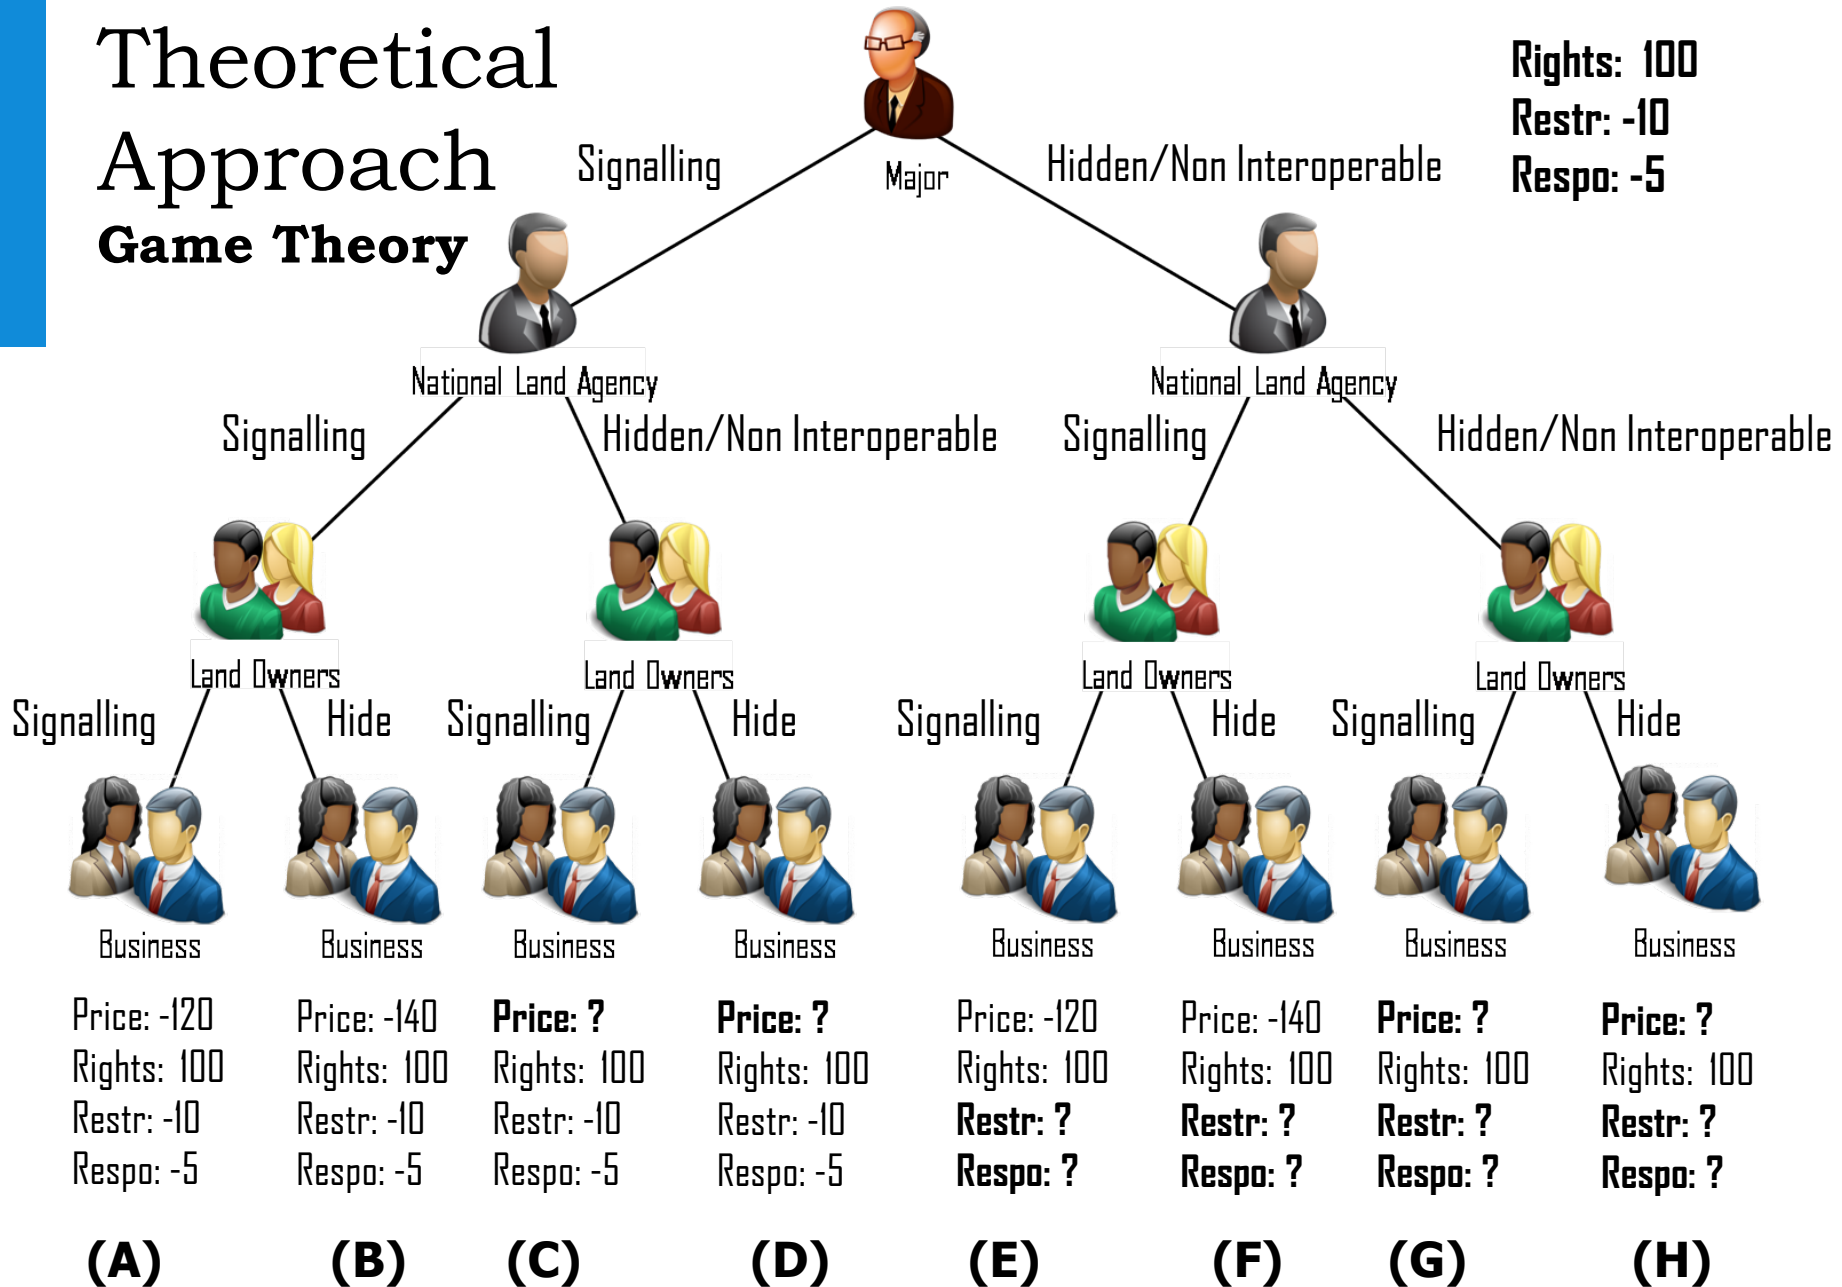 Theoretical
Approach
Game Theory
Rights: 100
Restr: -10
Respo: -5
Major
Signalling
Hidden/Non Interoperable
National Land Agency
National Land Agency
Signalling
Hidden/Non Interoperable
Signalling
Hidden/Non Interoperable
Land Owners
Land Owners
Land Owners
Land Owners
Signalling
Hide
Signalling
Hide
Signalling
Hide
Signalling
Hide
Business
Business
Business
Business
Business
Business
Business
Business
Price: -120
Rights: 100
Restr: -10
Respo: -5
(A)
Price: -140
Rights: 100
Restr: -10
Respo: -5
(B)
Price: ?
Rights: 100
Restr: -10
Respo: -5
(C)
Price: ?
Rights: 100
Restr: -10
Respo: -5
(D)
Price: -120
Rights: 100
Restr: ?
Respo: ?
(E)
Price: -140
Rights: 100
Restr: ?
Respo: ?
(F)
Price: ?
Rights: 100
Restr: ?
Respo: ?
(G)
Price: ?
Rights: 100
Restr: ?
Respo: ?
(H)